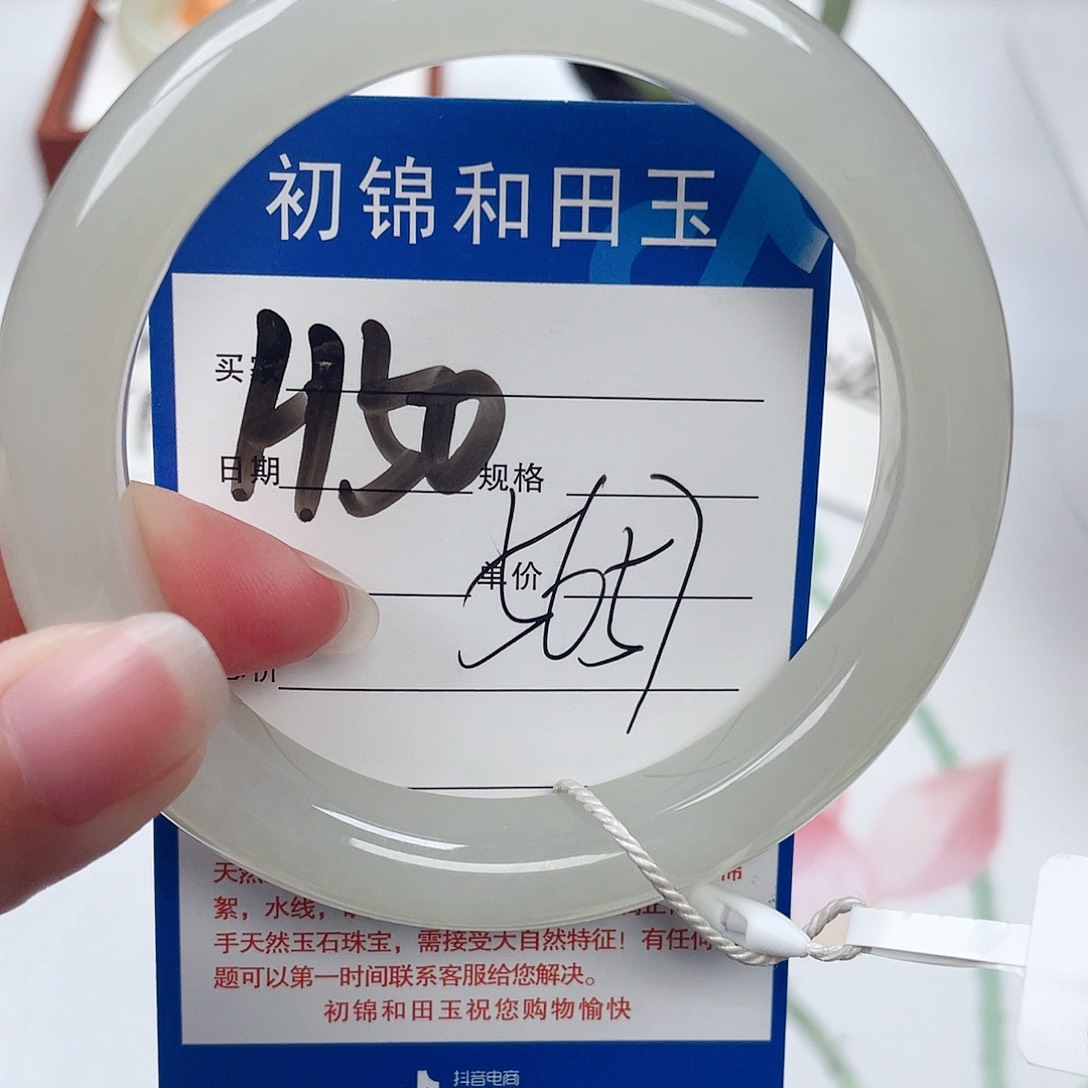 初锦和田玉
H50
买家
日期 规格
单价
天然
絮，水线，
手天然玉石珠宝，需接受大自然特征！有任何
题可以第一时间联系客服给您解决。
初锦和田玉祝您购物愉快
抖音电商